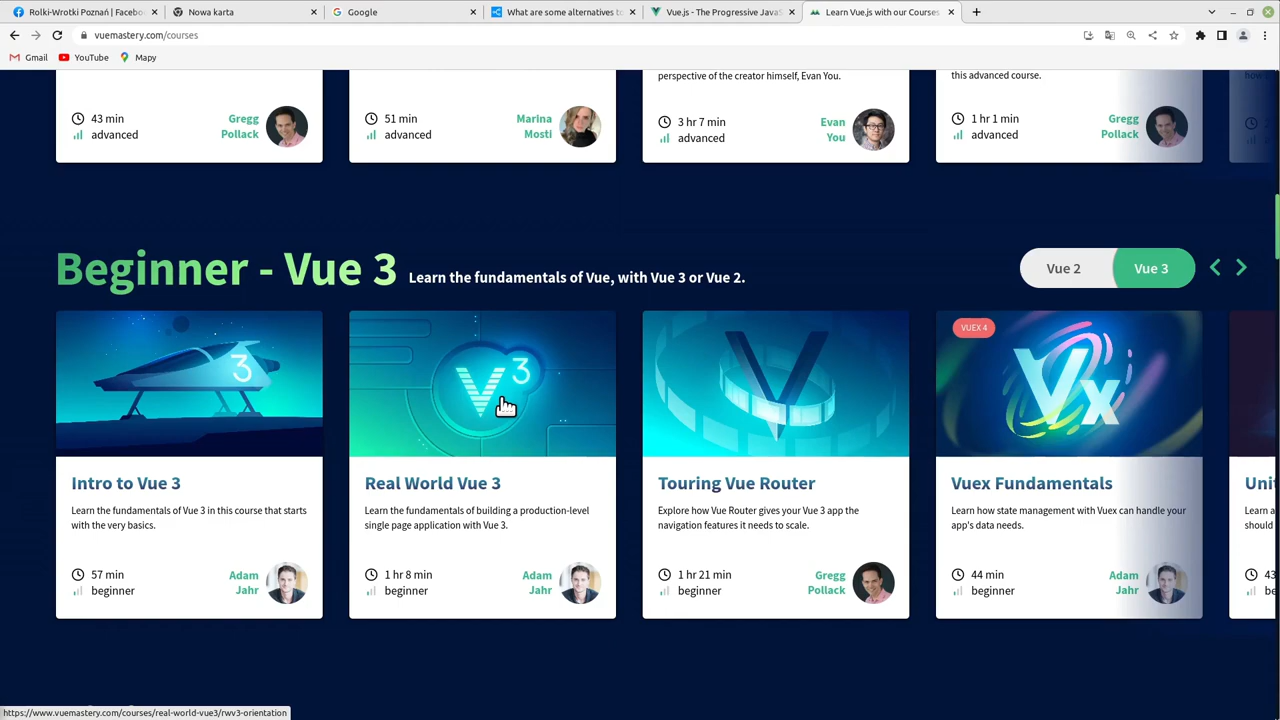 Rolki-Wrotki Poznań | Facebo
Nowa karta
Google
What are some alternatives to
Vue.js - The Progressive JavaS
Learn Vue.js with our Courses
vuemastery.com/courses
Gmail
YouTube
Mapy
perspective of the creator himself, Evan You.
this advanced course.
43 min
advanced
Gregg
Pollack
51 min
advanced
Marina
Mosti
3 hr 7 min
advanced
Evan
You
1 hr 1 min
advanced
Gregg
Pollack
Beginner - Vue 3 Learn the fundamentals of Vue, with Vue 3 or Vue 2.
Vue 2
Vue 3
3
Intro to Vue 3
Learn the fundamentals of Vue 3 in this course that starts
with the very basics.
57 min
beginner
Adam
Jahr
3
Real World Vue 3
Learn the fundamentals of building a production-level
single page application with Vue 3.
1 hr 8 min
beginner
Adam
Jahr
Touring Vue Router
Explore how Vue Router gives your Vue 3 app the
navigation features it needs to scale.
1 hr 21 min
beginner
Gregg
Pollack
VUEX 4
Vx
Vuex Fundamentals
Learn how state management with Vuex can handle your
app's data needs.
44 min
beginner
Adam
Jahr
Unit
Learn a
should
43
be
https://www.vuemastery.com/courses/real-world-vue3/rwv3-orientation